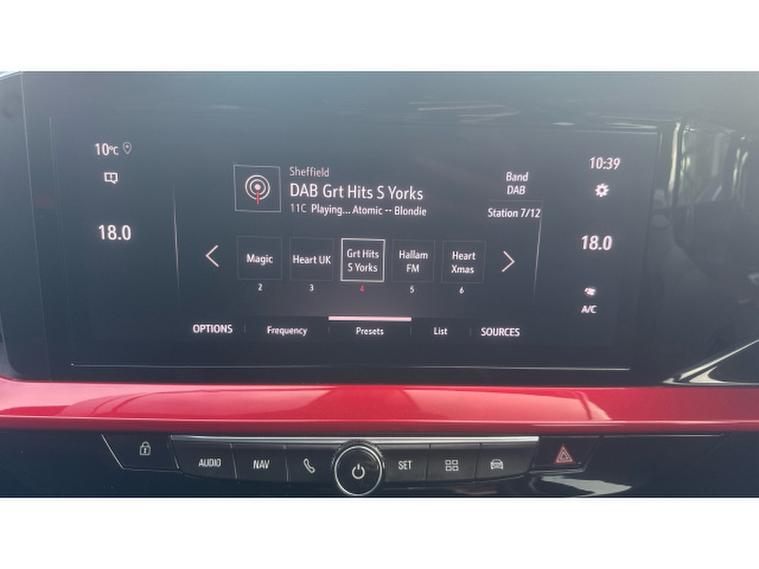 10°C
10:39
Sheffield
DAB Grt Hits S Yorks
11C Playing... Atomic -- Blondie
Band
DAB
Station 7/12
18.0
18.0
Magic
2
Heart UK
3
Grt Hits
S Yorks
4
Hallam
FM
5
Heart
Xmas
6
A/C
OPTIONS
Frequency
Presets
List
SOURCES
AUDIO
NAV
SET